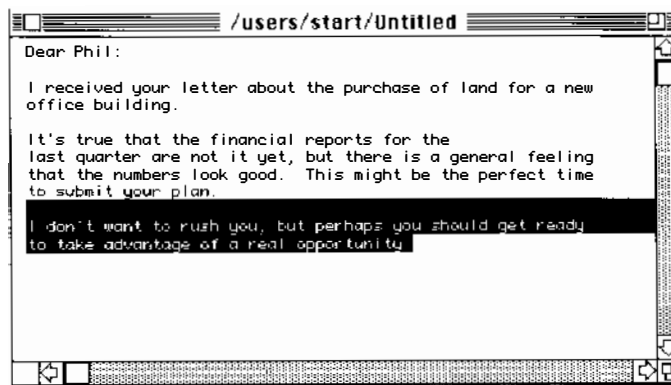 /users/start/Untitled
Dear Phil:
I received your letter about the purchase of land for a new
office building.
It's true that the financial reports for the
last quarter are not it yet, but there is a general feeling
that the numbers look good.  This might be the perfect time
to submit your plan.
I don't want to rush you, but perhaps you should get ready
to take advantage of a real opportunity